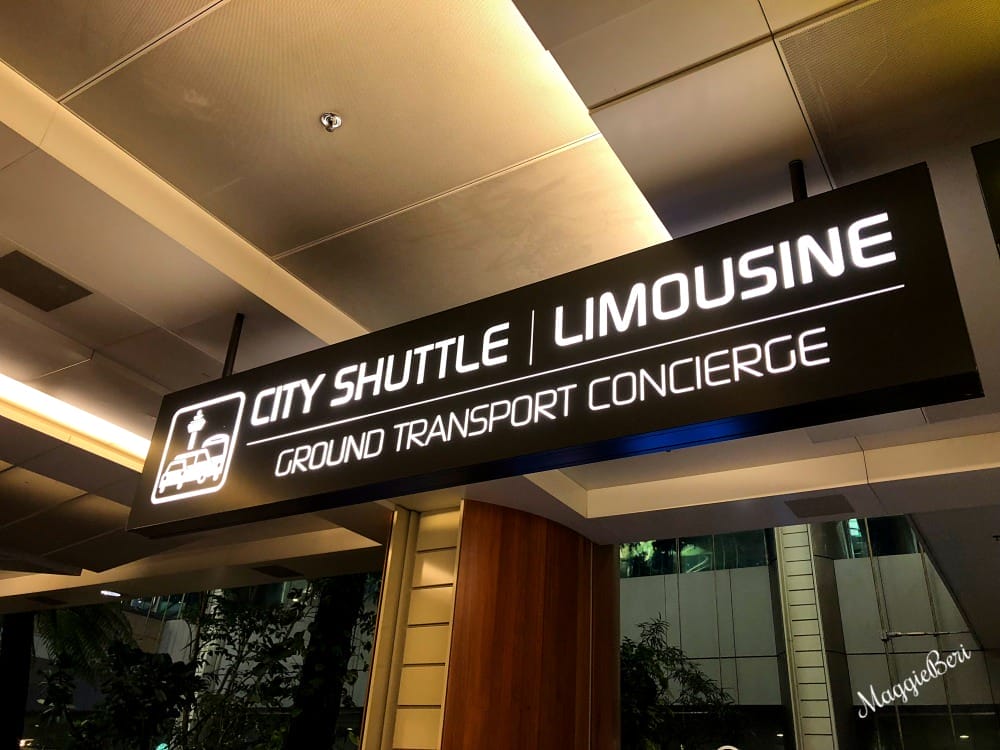 CITY SHUTTLE | LIMOUSINE
GROUND TRANSPORT CONCIERGE
MaggieBeri